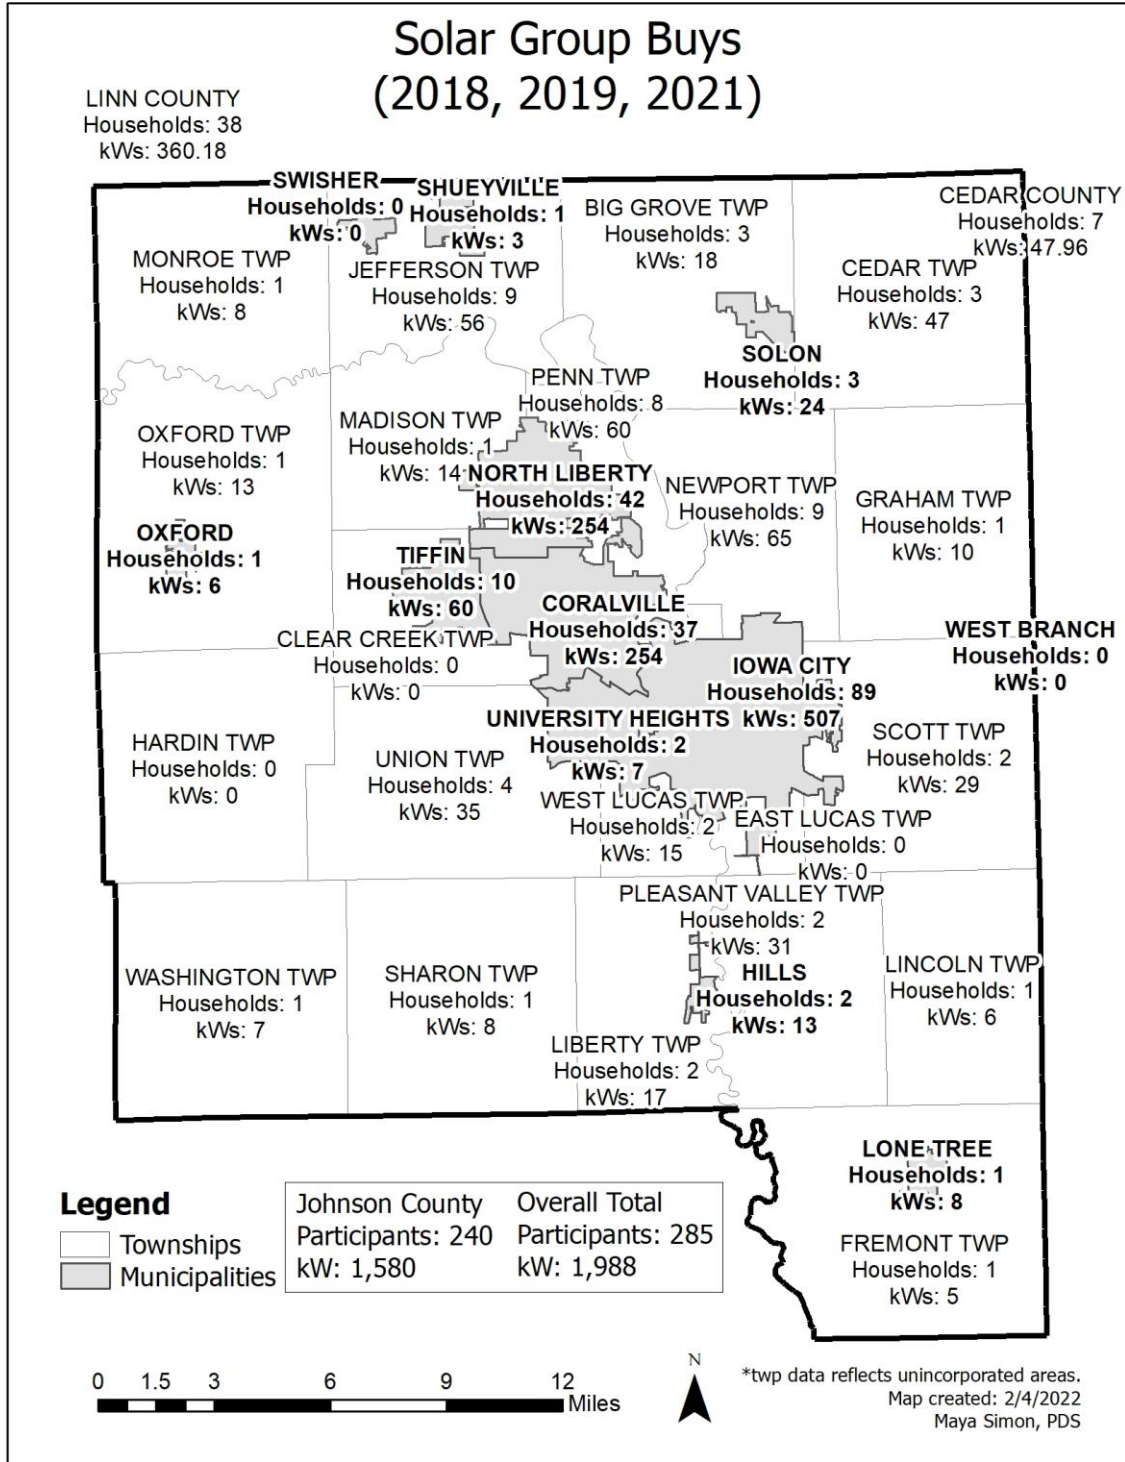 Solar Group Buys
(2018, 2019, 2021)
LINN COUNTY
Households: 38
kWs: 360.18
SWISHER
Households: 0
kWs: 0
SHUEYVILLE
Households: 1
kWs: 3
BIG GROVE TWP
Households: 3
kWs: 18
CEDAR COUNTY
Households: 7
kWs: 47.96
MONROE TWP
Households: 1
kWs: 8
JEFFERSON TWP
Households: 9
kWs: 56
CEDAR TWP
Households: 3
kWs: 47
SOLON
Households: 3
kWs: 24
PENN TWP
Households: 8
kWs: 60
MADISON TWP
Households: 1
kWs: 14
OXFORD TWP
Households: 1
kWs: 13
NORTH LIBERTY
Households: 42
kWs: 254
NEWPORT TWP
Households: 9
kWs: 65
GRAHAM TWP
Households: 1
kWs: 10
OXFORD
Households: 1
kWs: 6
TIFFIN
Households: 10
kWs: 60
CORALVILLE
Households: 37
kWs: 254
WEST BRANCH
Households: 0
kWs: 0
CLEAR CREEK TWP
Households: 0
kWs: 0
IOWA CITY
Households: 89
kWs: 507
UNIVERSITY HEIGHTS
Households: 2
kWs: 7
HARDIN TWP
Households: 0
kWs: 0
UNION TWP
Households: 4
kWs: 35
SCOTT TWP
Households: 2
kWs: 29
WEST LUCAS TWP
Households: 2
kWs: 15
EAST LUCAS TWP
Households: 0
kWs: 0
PLEASANT VALLEY TWP
Households: 2
kWs: 31
WASHINGTON TWP
Households: 1
kWs: 7
SHARON TWP
Households: 1
kWs: 8
HILLS
Households: 2
kWs: 13
LINCOLN TWP
Households: 1
kWs: 6
LIBERTY TWP
Households: 2
kWs: 17
LONE TREE
Households: 1
kWs: 8
FREMONT TWP
Households: 1
kWs: 5
Legend
Townships
Municipalities
Johnson County
Participants: 240
kW: 1,580
Overall Total
Participants: 285
kW: 1,988
0 1.5 3 6 9 12
Miles
N
*twp data reflects unincorporated areas.
Map created: 2/4/2022
Maya Simon, PDS